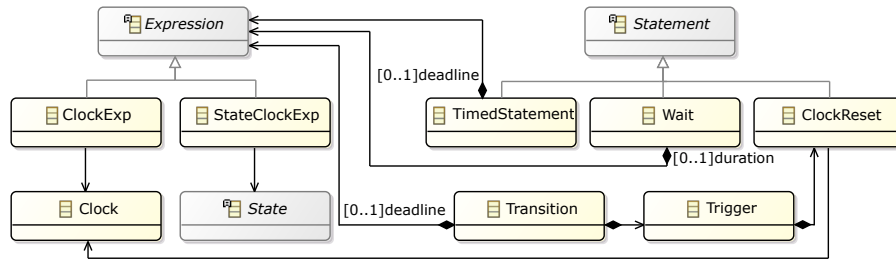 Expression
Statement
[0..1]deadline
ClockExp
StateClockExp
TimedStatement
Wait
ClockReset
[0..1]duration
Clock
State
[0..1]deadline
Transition
Trigger